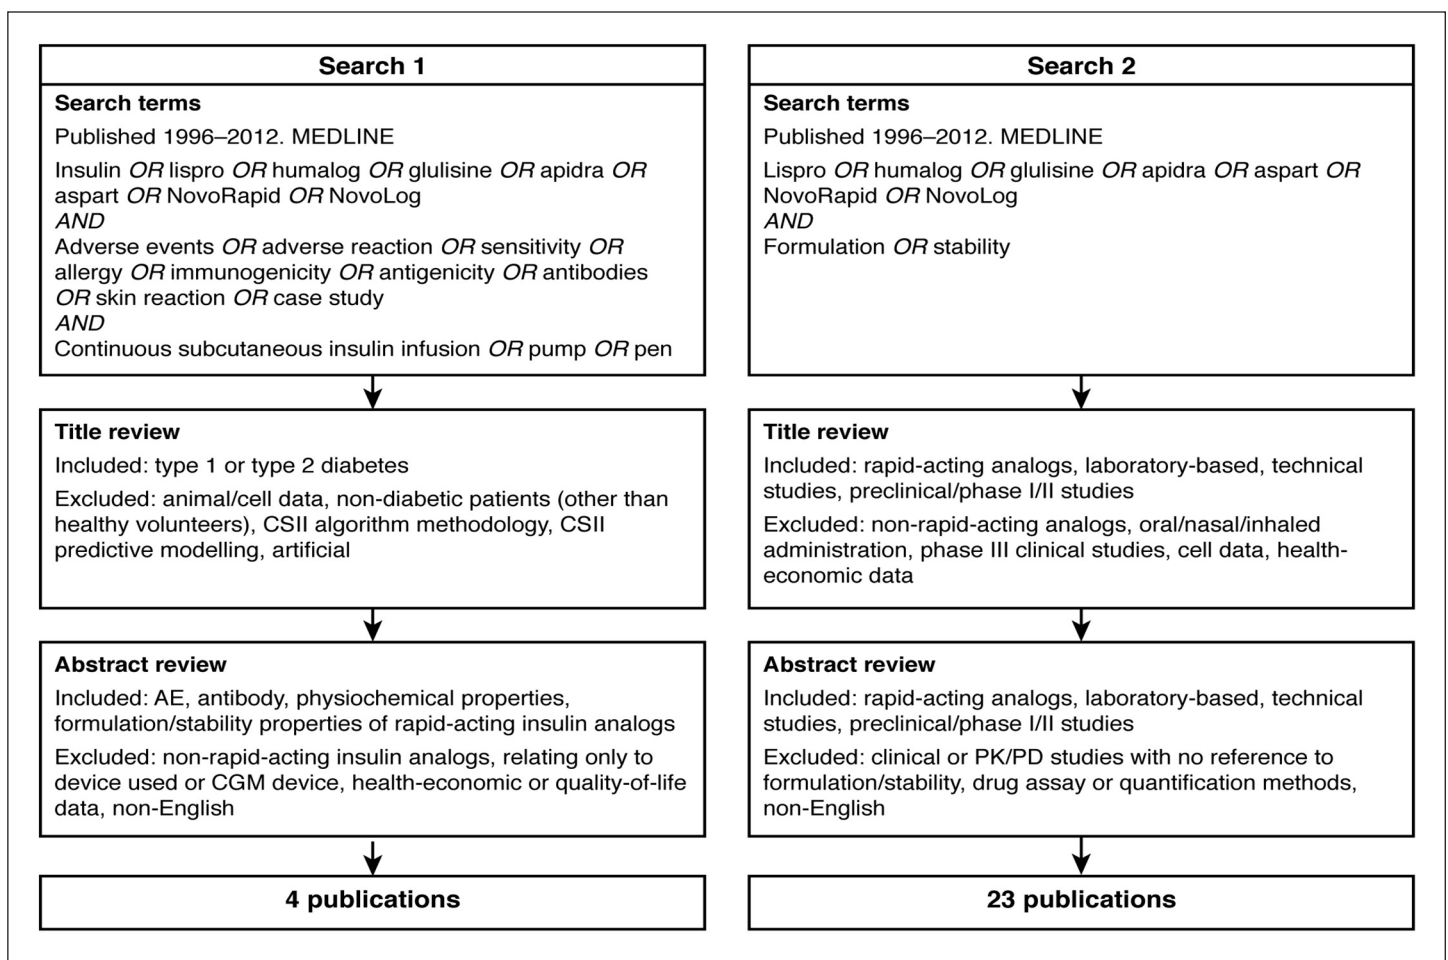 Search 1
Search terms
Published 1996–2012. MEDLINE
Insulin OR lispro OR humalog OR glulisine OR apidra OR
aspart OR NovoRapid OR NovoLog
AND
Adverse events OR adverse reaction OR sensitivity OR
allergy OR immunogenicity OR antigenicity OR antibodies
OR skin reaction OR case study
AND
Continuous subcutaneous insulin infusion OR pump OR pen
Title review
Included: type 1 or type 2 diabetes
Excluded: animal/cell data, non-diabetic patients (other than
healthy volunteers), CSII algorithm methodology, CSII
predictive modelling, artificial
Abstract review
Included: AE, antibody, physiochemical properties,
formulation/stability properties of rapid-acting insulin analogs
Excluded: non-rapid-acting insulin analogs, relating only to
device used or CGM device, health-economic or quality-of-life
data, non-English
4 publications
Search 2
Search terms
Published 1996–2012. MEDLINE
Lispro OR humalog OR glulisine OR apidra OR aspart OR
NovoRapid OR NovoLog
AND
Formulation OR stability
Title review
Included: rapid-acting analogs, laboratory-based, technical
studies, preclinical/phase I/II studies
Excluded: non-rapid-acting analogs, oral/nasal/inhaled
administration, phase III clinical studies, cell data, health-
economic data
Abstract review
Included: rapid-acting analogs, laboratory-based, technical
studies, preclinical/phase I/II studies
Excluded: clinical or PK/PD studies with no reference to
formulation/stability, drug assay or quantification methods,
non-English
23 publications